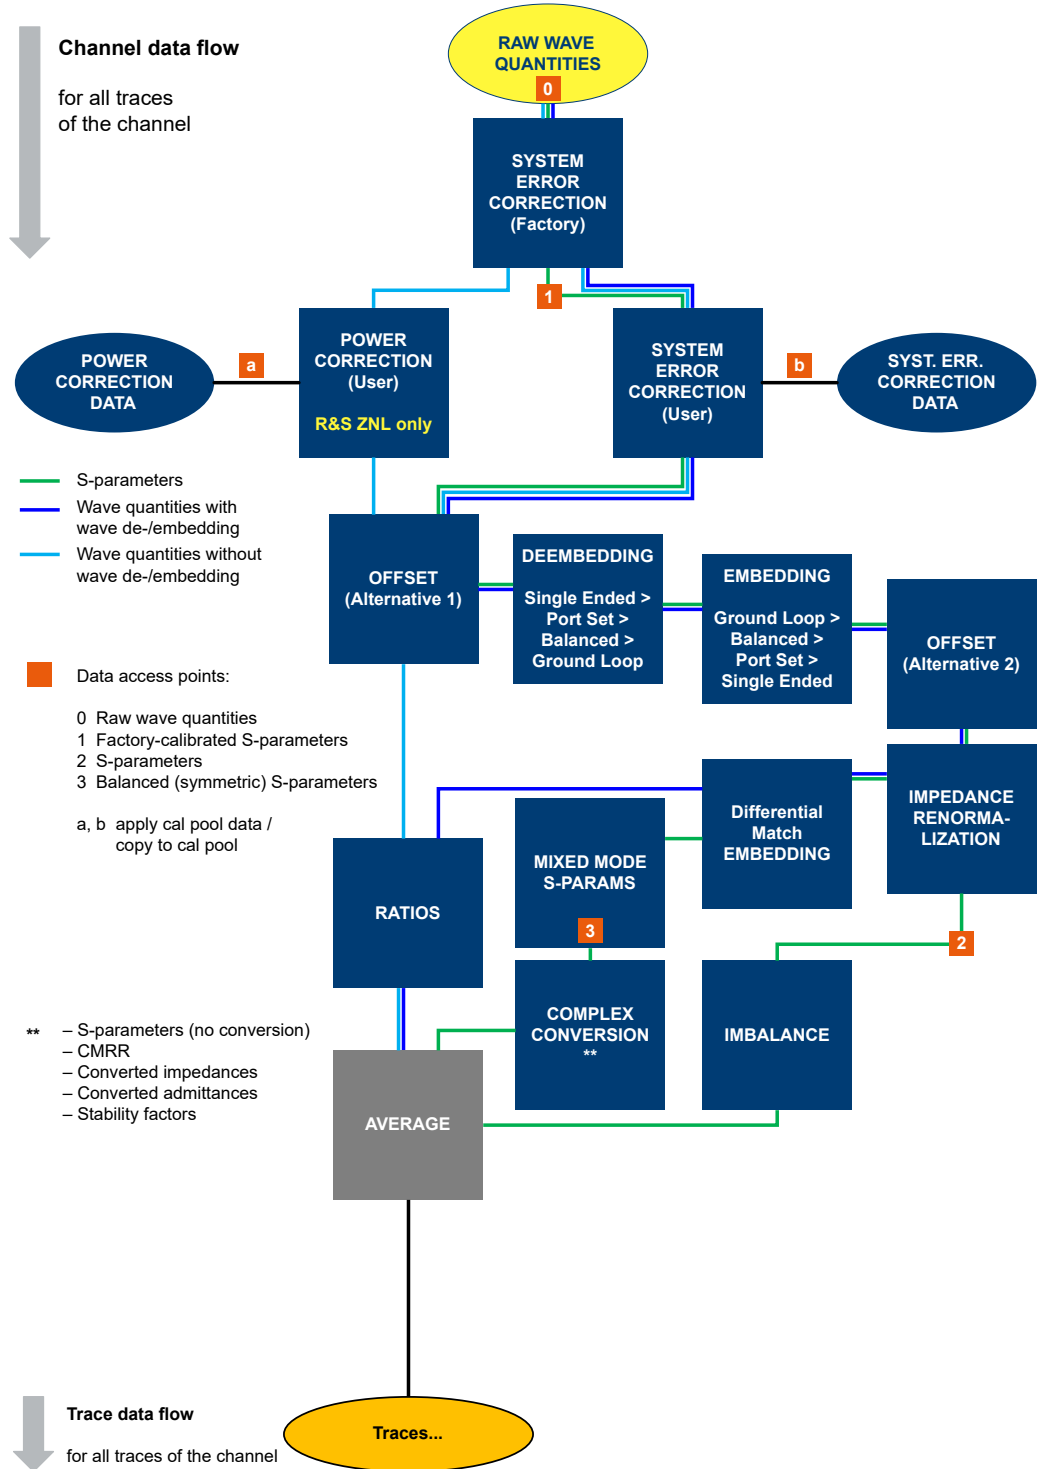 Channel data flow
for all traces
of the channel
RAW WAVE
QUANTITIES
0
SYSTEM
ERROR
CORRECTION
(Factory)
1
POWER
CORRECTION
DATA
a
POWER
CORRECTION
(User)
R&S ZNL only
SYSTEM
ERROR
CORRECTION
(User)
b
SYST. ERR.
CORRECTION
DATA
S-parameters
Wave quantities with
wave de-/embedding
Wave quantities without
wave de-/embedding
OFFSET
(Alternative 1)
DEEMBEDDING
Single Ended >
Port Set >
Balanced >
Ground Loop
EMBEDDING
Ground Loop >
Balanced >
Port Set >
Single Ended
OFFSET
(Alternative 2)
Data access points:
0 Raw wave quantities
1 Factory-calibrated S-parameters
2 S-parameters
3 Balanced (symmetric) S-parameters
a, b apply cal pool data /
copy to cal pool
RATIOS
MIXED MODE
S-PARAMS
3
Differential
Match
EMBEDDING
IMPEDANCE
RENORMA-
LIZATION
2
** – S-parameters (no conversion)
– CMRR
– Converted impedances
– Converted admittances
– Stability factors
COMPLEX
CONVERSION
**
IMBALANCE
AVERAGE
Trace data flow
for all traces of the channel
Traces...